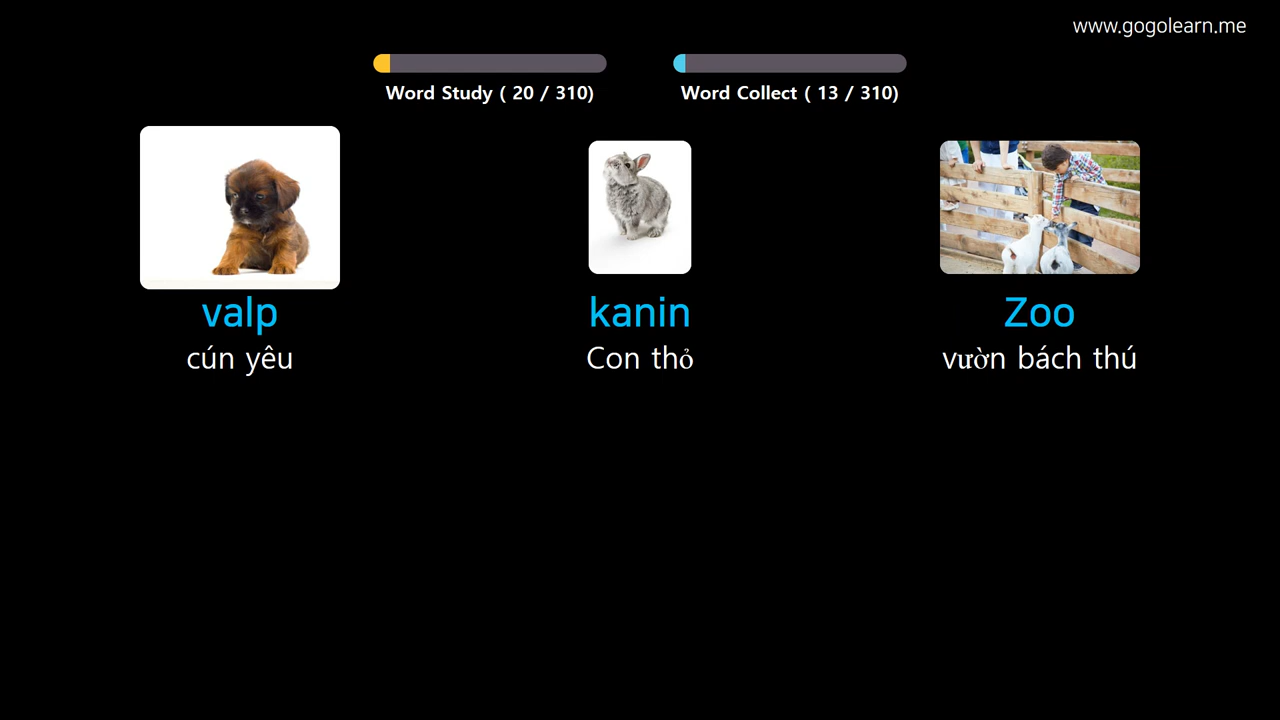 www.gogolearn.me
Word Study ( 20 / 310)
Word Collect ( 13 / 310)
valp
cún yêu
kanin
Con thỏ
Zoo
vườn bách thú